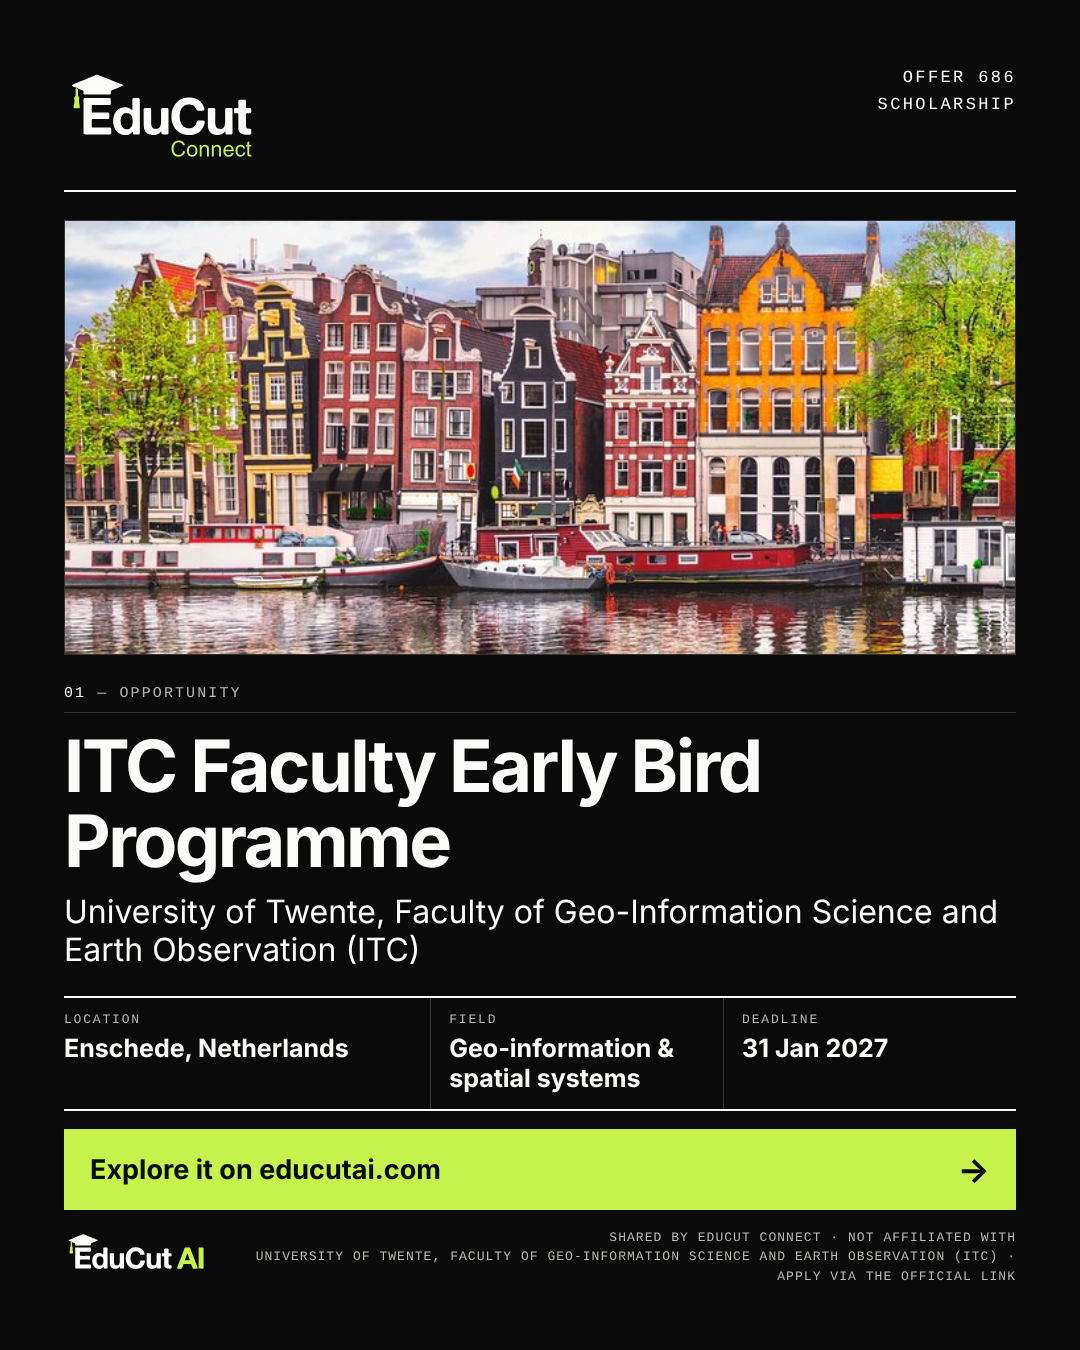 EduCut
Connect
OFFER 686
SCHOLARSHIP
01 — OPPORTUNITY
ITC Faculty Early Bird
Programme
University of Twente, Faculty of Geo-Information Science and
Earth Observation (ITC)
LOCATION
Enschede, Netherlands
FIELD
Geo-information &
spatial systems
DEADLINE
31 Jan 2027
Explore it on educutai.com →
EduCut AI
SHARED BY EDUCUT CONNECT · NOT AFFILIATED WITH
UNIVERSITY OF TWENTE, FACULTY OF GEO-INFORMATION SCIENCE AND EARTH OBSERVATION (ITC) ·
APPLY VIA THE OFFICIAL LINK